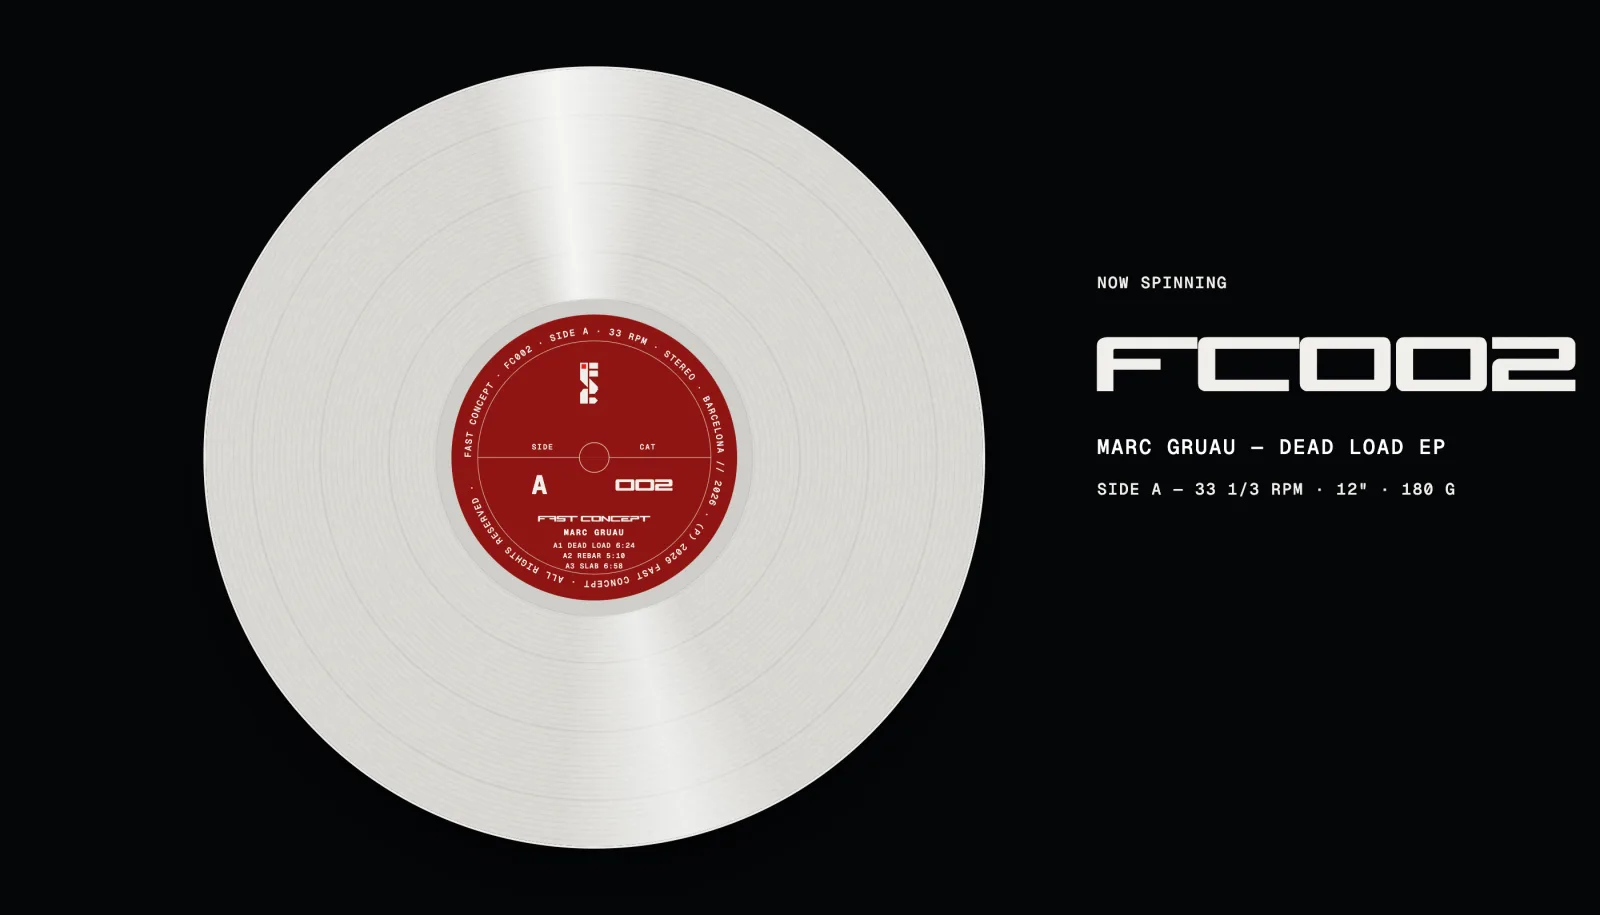 FAST CONCEPT · FC002 · SIDE A · 33 RPM · STEREO · BARCELONA // 2026 · (P) 2026 FAST CONCEPT · ALL RIGHTS RESERVED ·
SIDE
CAT
A
002
FAST CONCEPT
MARC GRUAU
A1 DEAD LOAD 6:24
A2 REBAR 5:10
A3 SLAB 6:58
NOW SPINNING
FC002
MARC GRUAU — DEAD LOAD EP
SIDE A — 33 1/3 RPM · 12" · 180 G